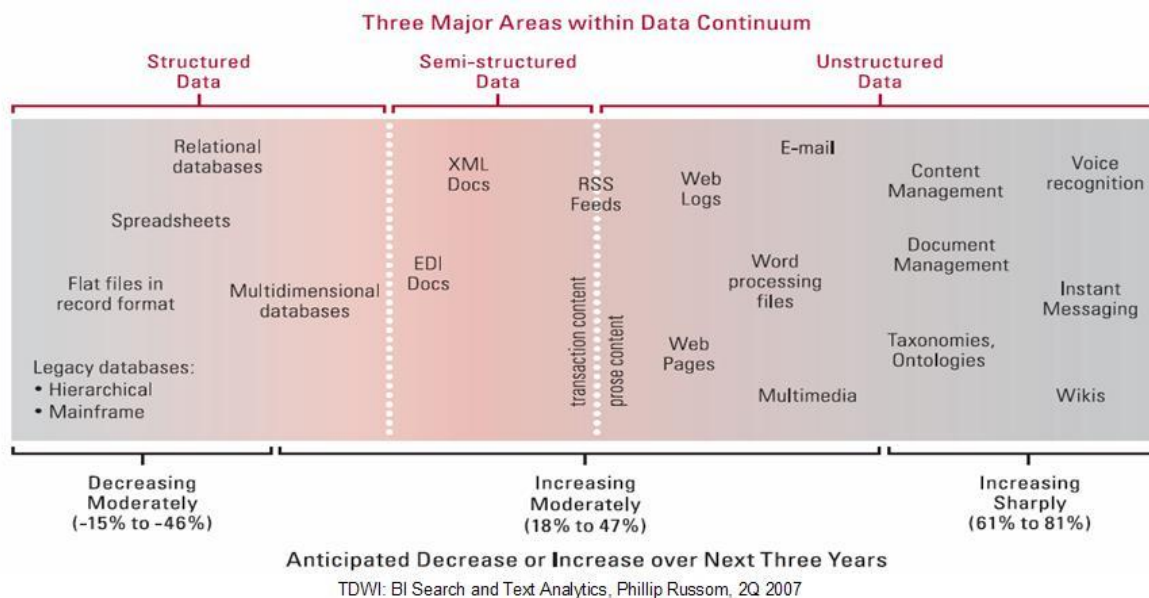 Three Major Areas within Data Continuum
Structured
Data
Semi-structured
Data
Unstructured
Data
Relational
databases
Spreadsheets
Flat files in
record format
Multidimensional
databases
Legacy databases:
• Hierarchical
• Mainframe
XML
Docs
EDI
Docs
RSS
Feeds
transaction content
prose content
Web
Logs
E-mail
Word
processing
files
Web
Pages
Multimedia
Content
Management
Document
Management
Taxonomies,
Ontologies
Voice
recognition
Instant
Messaging
Wikis
Decreasing
Moderately
(-15% to -46%)
Increasing
Moderately
(18% to 47%)
Increasing
Sharply
(61% to 81%)
Anticipated Decrease or Increase over Next Three Years
TDWI: BI Search and Text Analytics, Phillip Russom, 2Q 2007